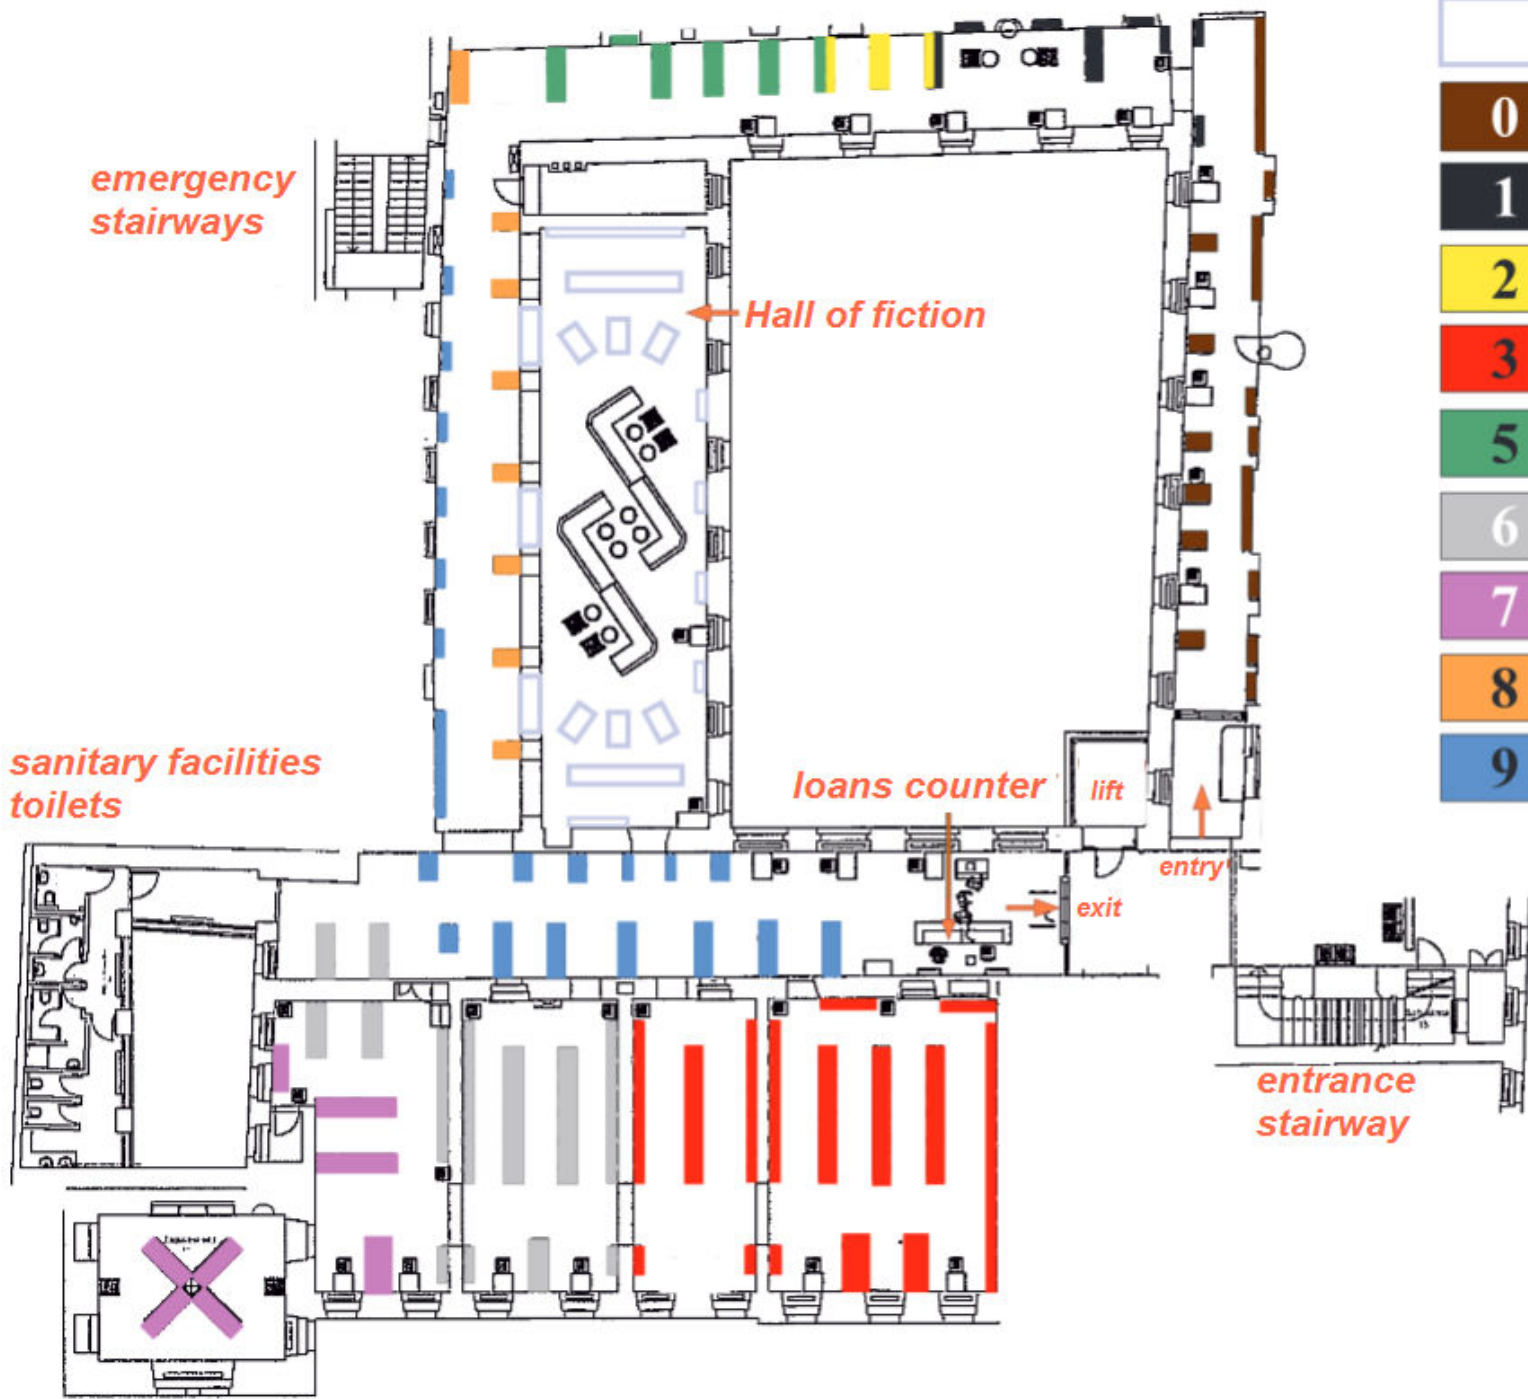 emergency
stairways
Hall of fiction
0
1
2
3
5
6
7
8
9
sanitary facilities
toilets
loans counter
lift
entry
exit
entrance
stairway